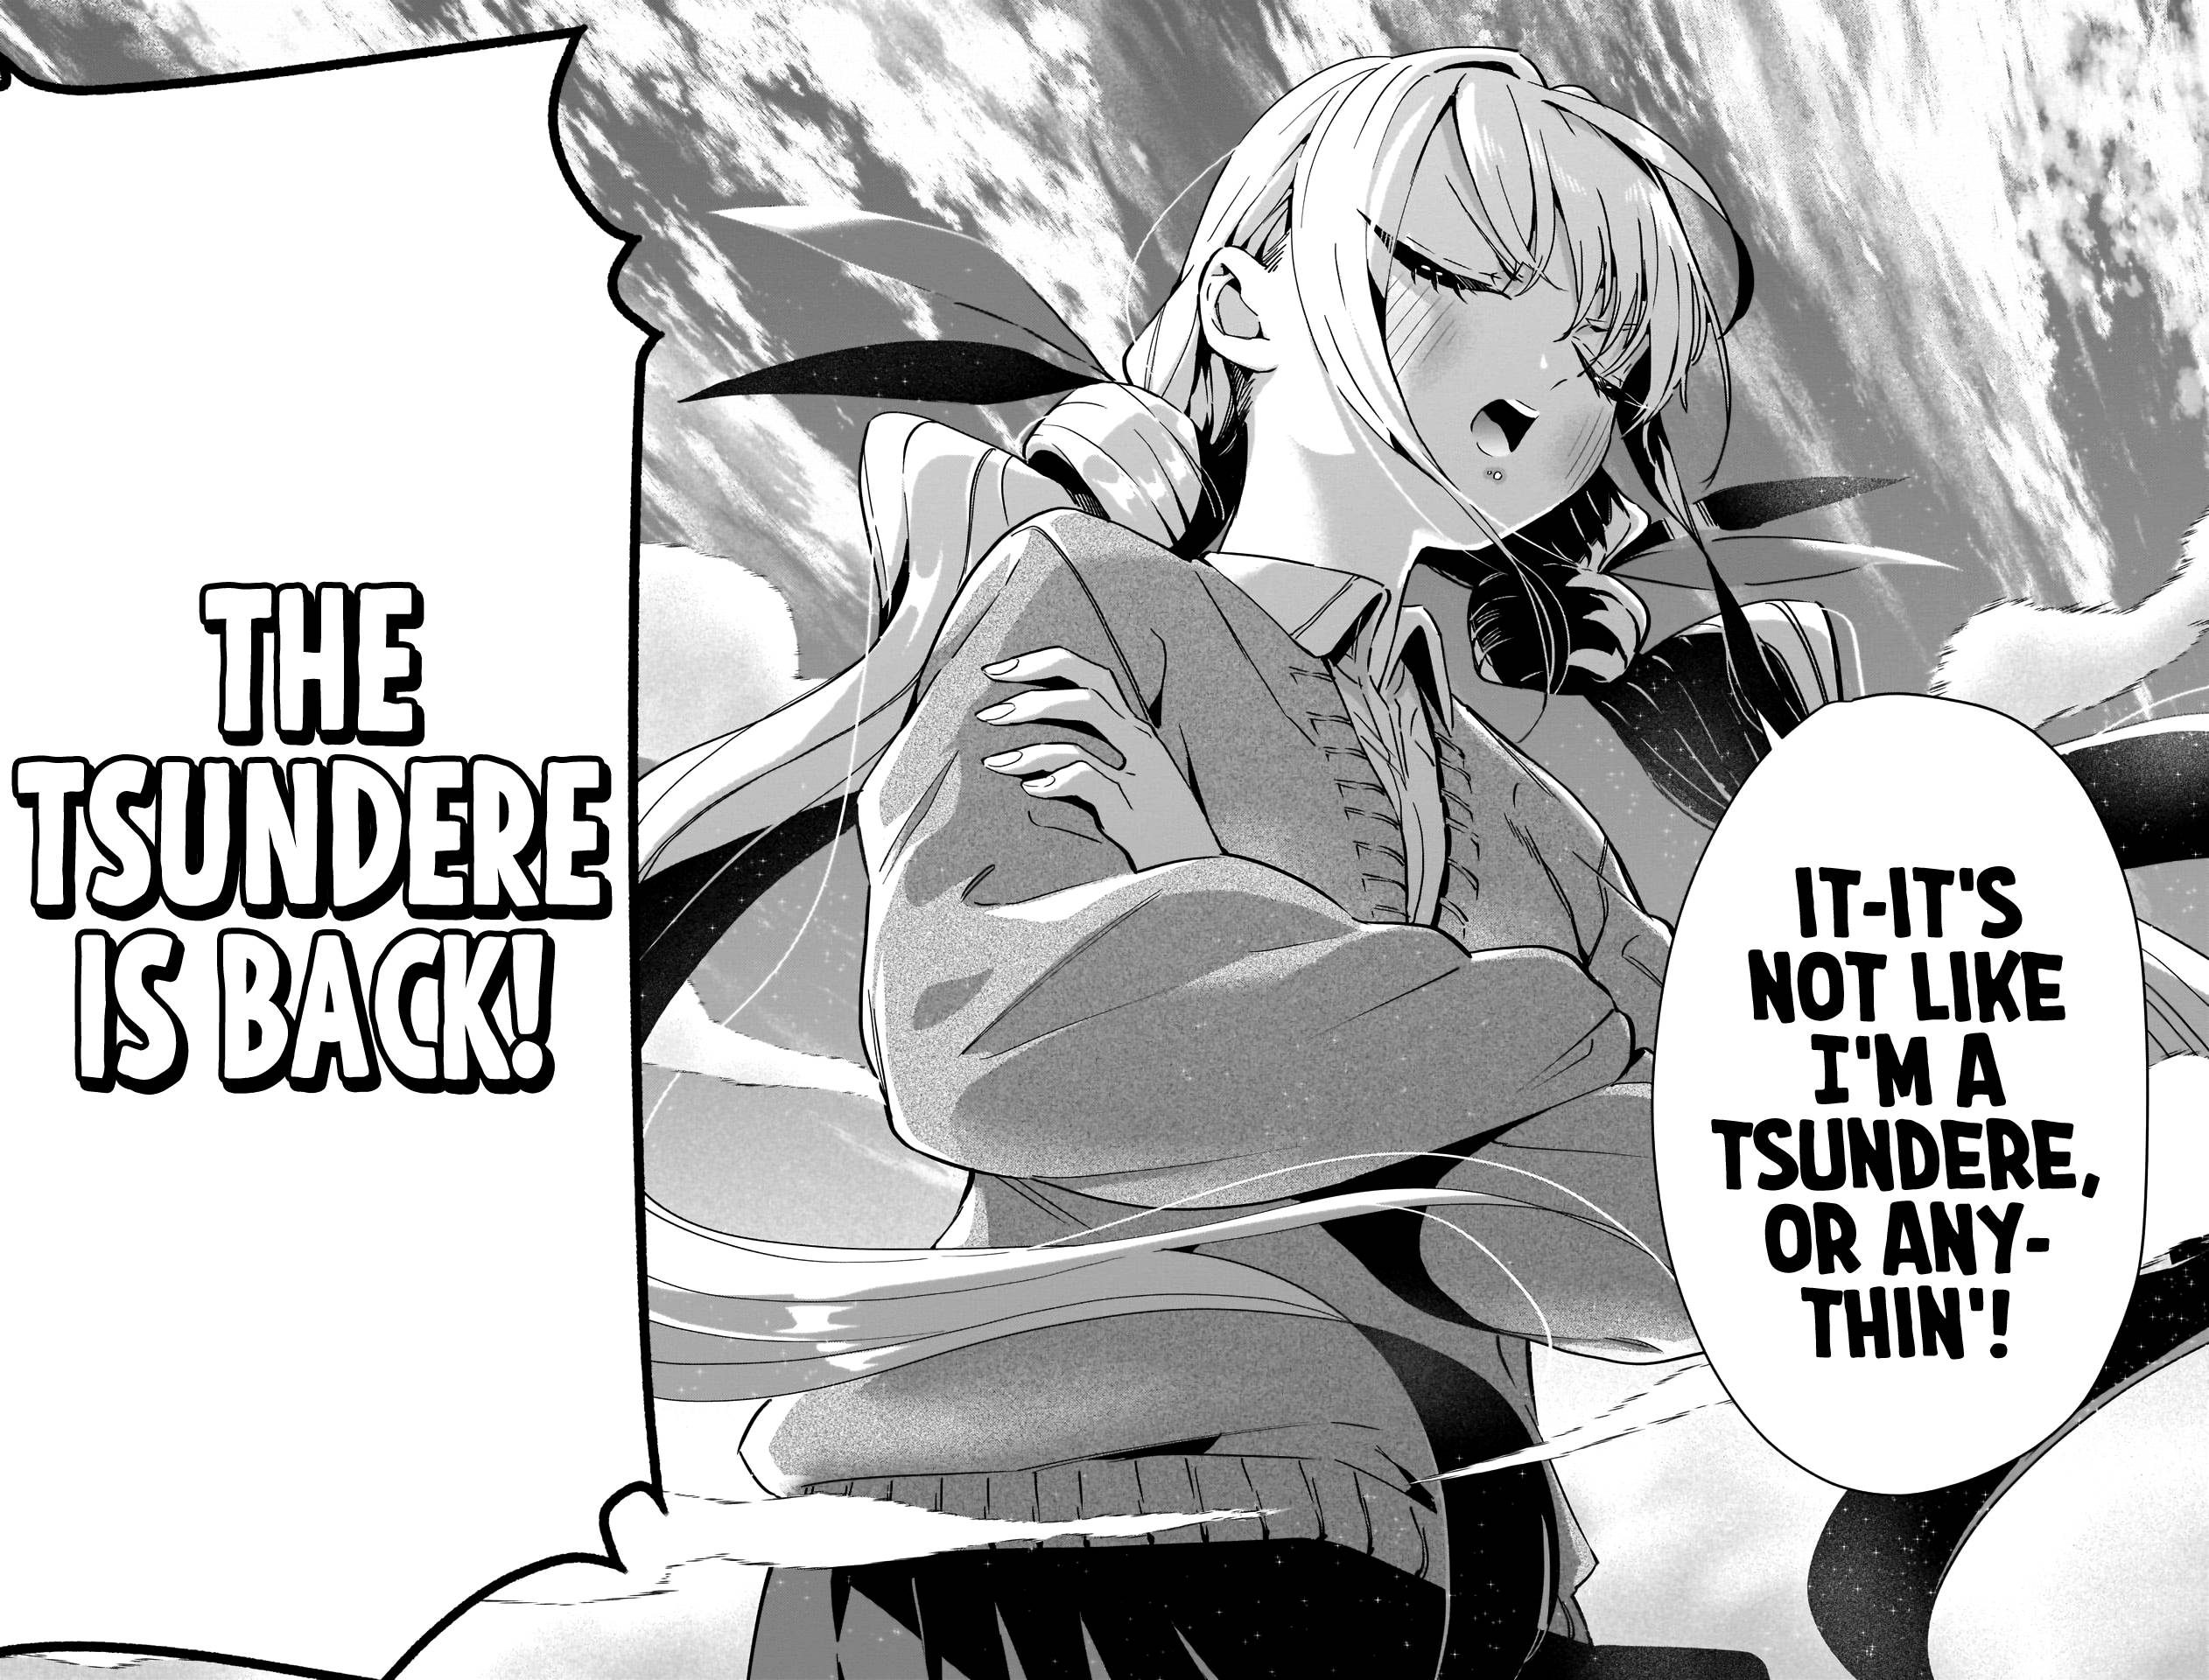 IT-IT'S
NOT LIKE
I'M A
TSUNDERE,
OR ANY-
THIN'!
THE
TSUNDERE
IS BACK!